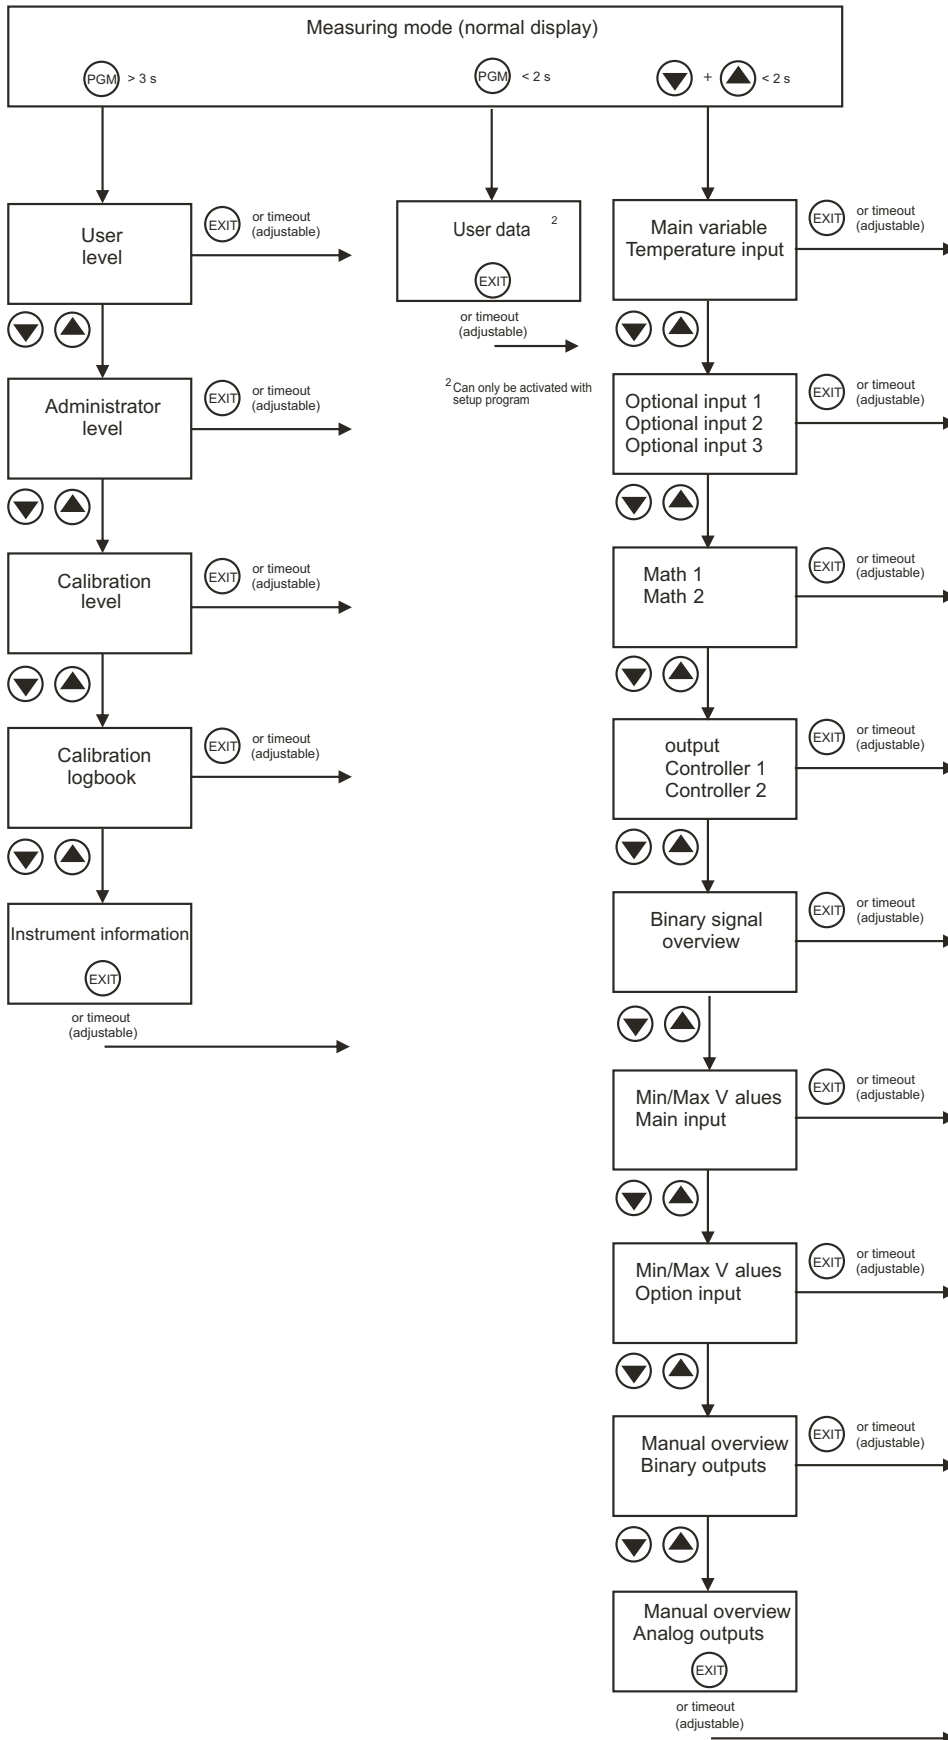 Measuring mode (normal display)
PGM > 3 s
PGM < 2 s
+ < 2 s
User
level
EXIT or timeout
(adjustable)
Administrator
level
EXIT or timeout
(adjustable)
Calibration
level
EXIT or timeout
(adjustable)
Calibration
logbook
EXIT or timeout
(adjustable)
Instrument information
EXIT
or timeout
(adjustable)
User data 2
EXIT
or timeout
(adjustable)
2 Can only be activated with
setup program
Main variable
Temperature input
EXIT or timeout
(adjustable)
Optional input 1
Optional input 2
Optional input 3
EXIT or timeout
(adjustable)
Math 1
Math 2
EXIT or timeout
(adjustable)
output
Controller 1
Controller 2
EXIT or timeout
(adjustable)
Binary signal
overview
EXIT or timeout
(adjustable)
Min/Max V alues
Main input
EXIT or timeout
(adjustable)
Min/Max V alues
Option input
EXIT or timeout
(adjustable)
Manual overview
Binary outputs
EXIT or timeout
(adjustable)
Manual overview
Analog outputs
EXIT
or timeout
(adjustable)